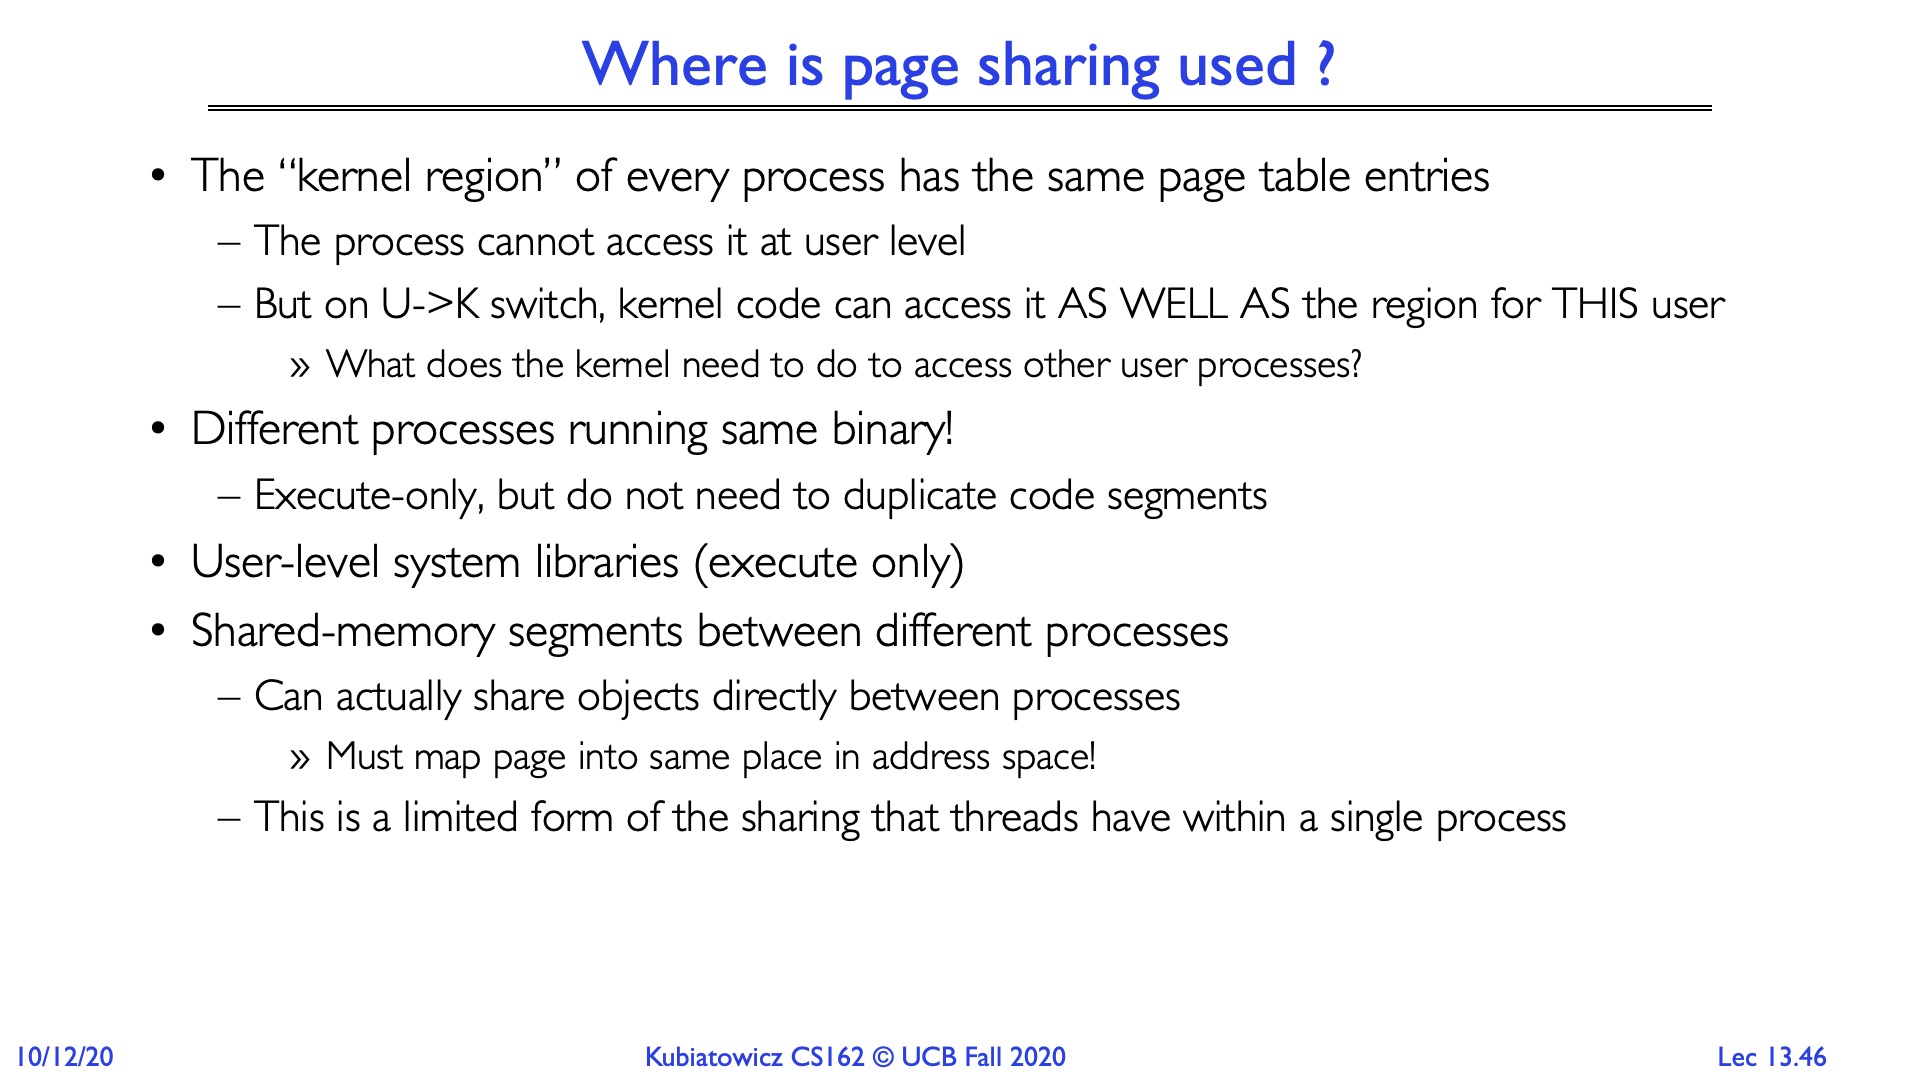 Where is page sharing used ?
• The “kernel region” of every process has the same page table entries
– The process cannot access it at user level
– But on U->K switch, kernel code can access it AS WELL AS the region for THIS user
» What does the kernel need to do to access other user processes?
• Different processes running same binary!
– Execute-only, but do not need to duplicate code segments
• User-level system libraries (execute only)
• Shared-memory segments between different processes
– Can actually share objects directly between processes
» Must map page into same place in address space!
– This is a limited form of the sharing that threads have within a single process
10/12/20
Kubiatowicz CS162 © UCB Fall 2020
Lec 13.46